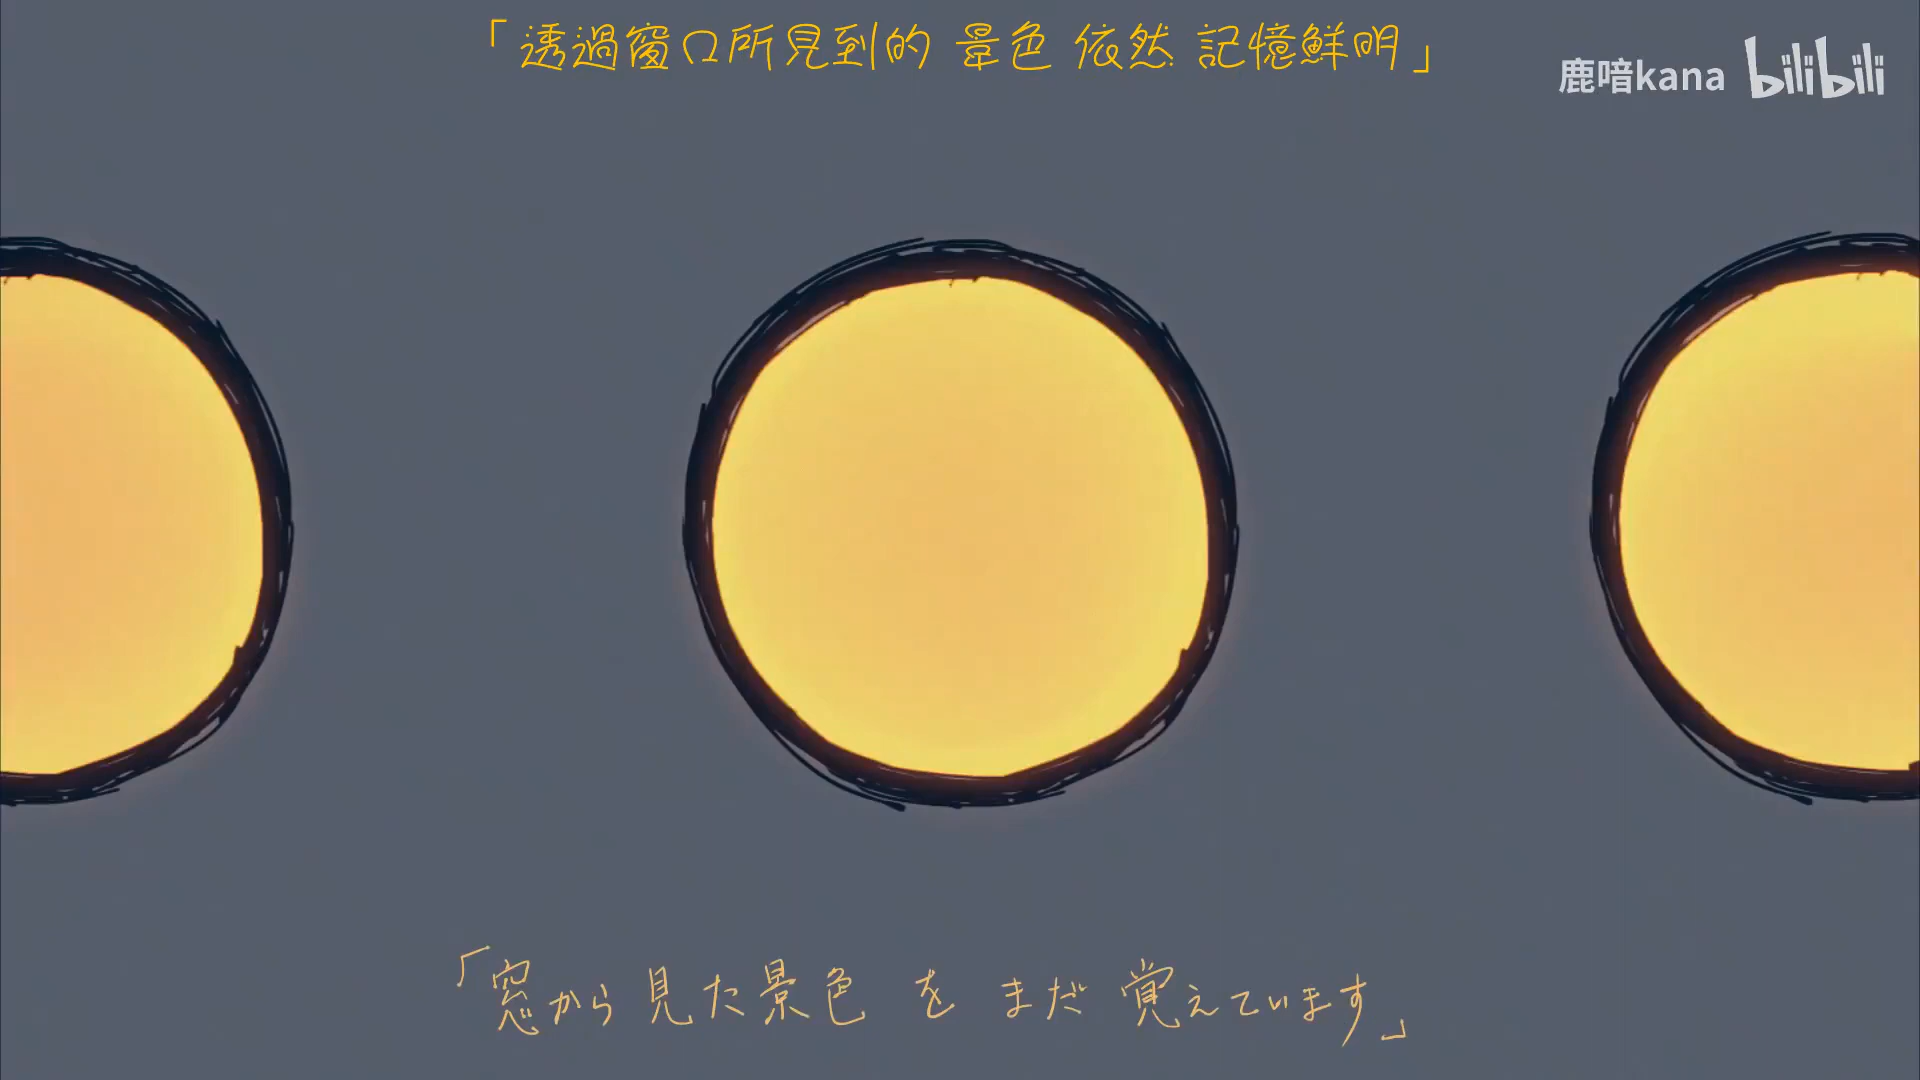 「透過窗口所見到的 景色 依然 記憶鮮明」
鹿喑kana bilibili
「窓から見た景色 を まだ 覚えています」